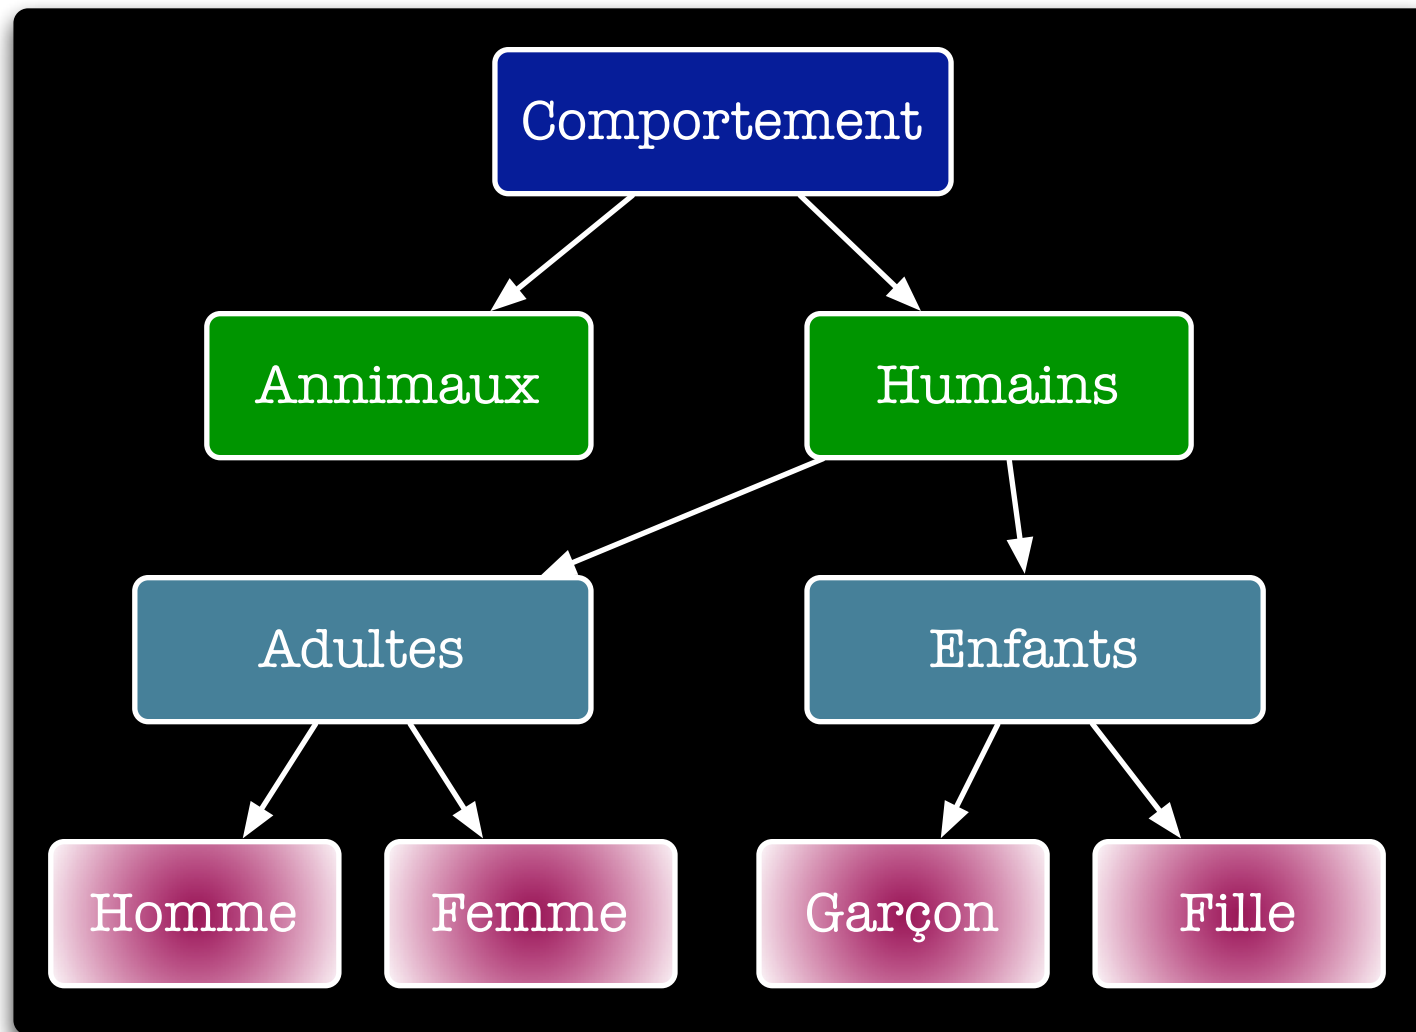 Comportement
Annimaux
Humains
Adultes
Enfants
Homme
Femme
Garçon
Fille